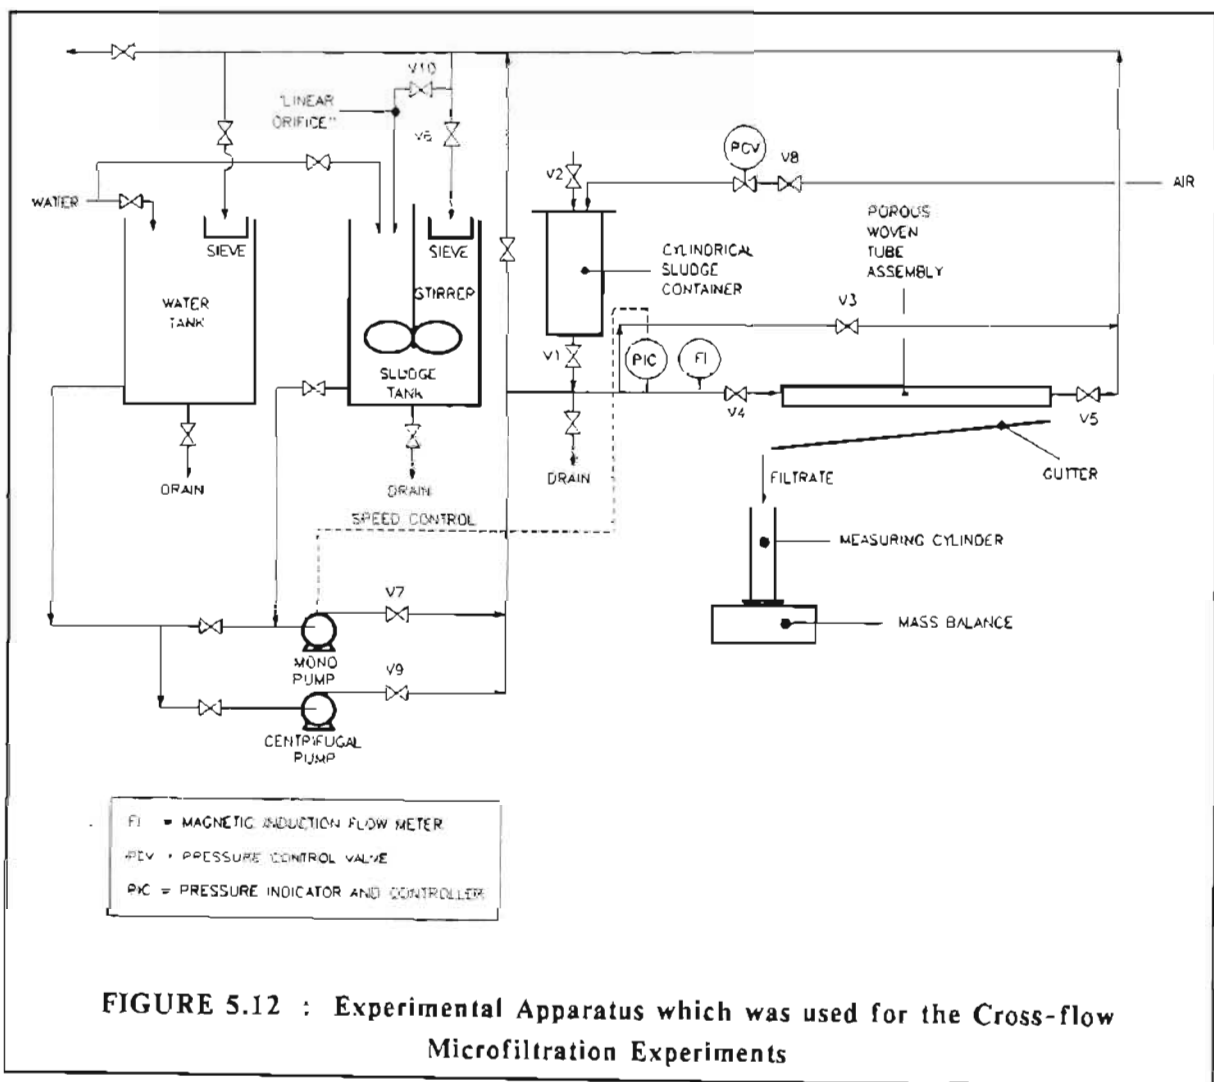 V10
"LINEAR
ORIFICE"
V6
PCV
V8
V2
AIR
WATER
POROUS
WOVEN
TUBE
ASSEMBLY
SIEVE
SIEVE
CYLINDRICAL
SLUDGE
CONTAINER
WATER
TANK
STIRRER
V3
V1
PIC
FI
SLUDGE
TANK
V4
V5
DRAIN
DRAIN
DRAIN
FILTRATE
GUTTER
SPEED CONTROL
MEASURING CYLINDER
V7
MASS BALANCE
MONO
PUMP
V9
CENTRIFUGAL
PUMP
FI = MAGNETIC INDUCTION FLOW METER
PCV = PRESSURE CONTROL VALVE
PIC = PRESSURE INDICATOR AND CONTROLLER
FIGURE 5.12 : Experimental Apparatus which was used for the Cross-flow
Microfiltration Experiments